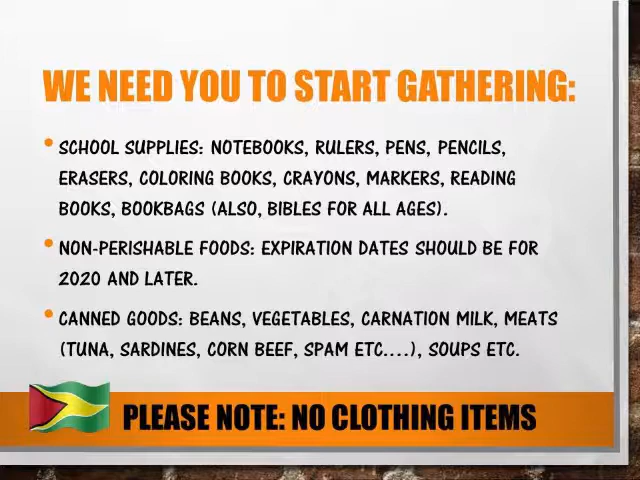 WE NEED YOU TO START GATHERING:
• SCHOOL SUPPLIES: NOTEBOOKS, RULERS, PENS, PENCILS,
ERASERS, COLORING BOOKS, CRAYONS, MARKERS, READING
BOOKS, BOOKBAGS (ALSO, BIBLES FOR ALL AGES).
• NON-PERISHABLE FOODS: EXPIRATION DATES SHOULD BE FOR
2020 AND LATER.
• CANNED GOODS: BEANS, VEGETABLES, CARNATION MILK, MEATS
(TUNA, SARDINES, CORN BEEF, SPAM ETC....), SOUPS ETC.
PLEASE NOTE: NO CLOTHING ITEMS